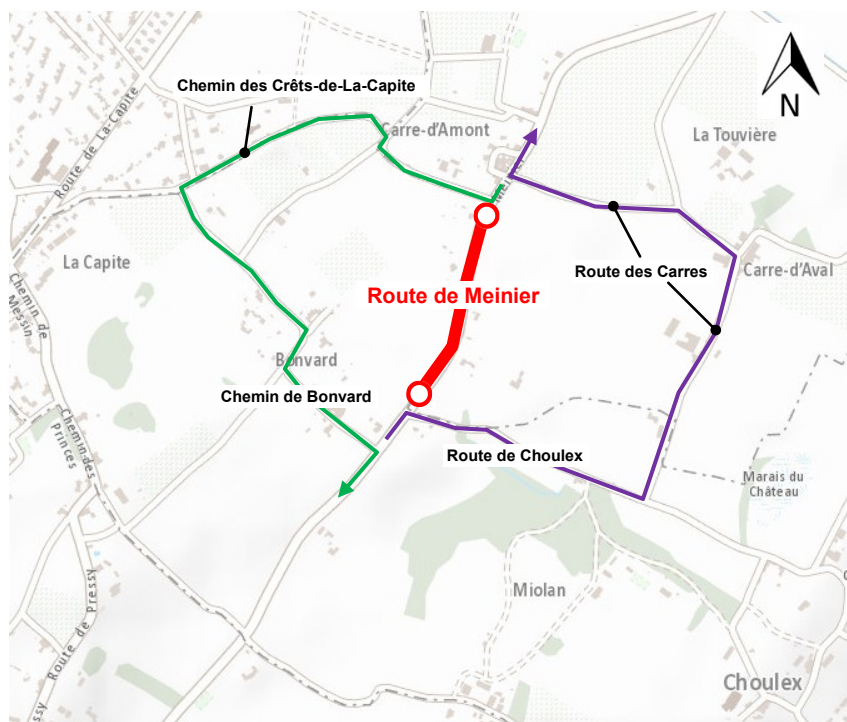 Chemin des Crêts-de-La-Capite
Carre-d'Amont
N
La Touvière
Route de La-Capite
La Capite
Route des Carres
Carre-d'Aval
Route de Meinier
Chemin de Messin
Bonvard
Chemin de Bonvard
Chemin des Princes
Route de Choulex
Marais du
Château
Miolan
Route de Pressy
Choulex